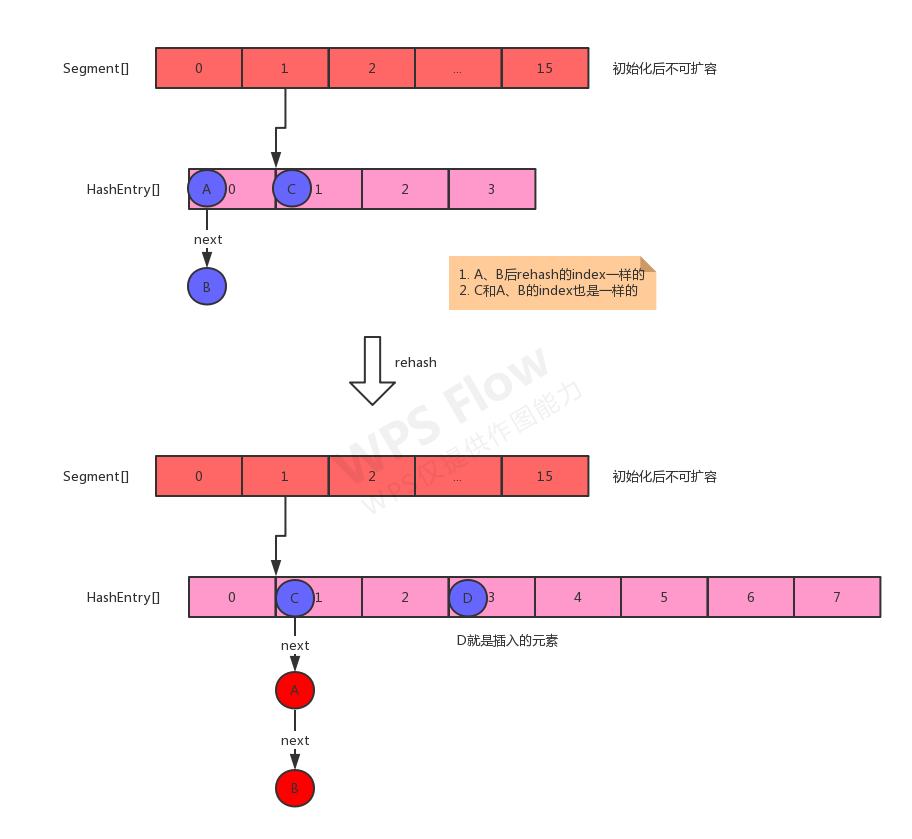 Segment[] 0 1 2 ... 15 初始化后不可扩容
HashEntry[] A 0 C 1 2 3
next
B
1. A、B后rehash的index一样的
2. C和A、B的index也是一样的
rehash
WPS Flow
WPS仅提供作图能力
Segment[] 0 1 2 ... 15 初始化后不可扩容
HashEntry[] 0 C 1 2 D 3 4 5 6 7
D就是插入的元素
next
A
next
B